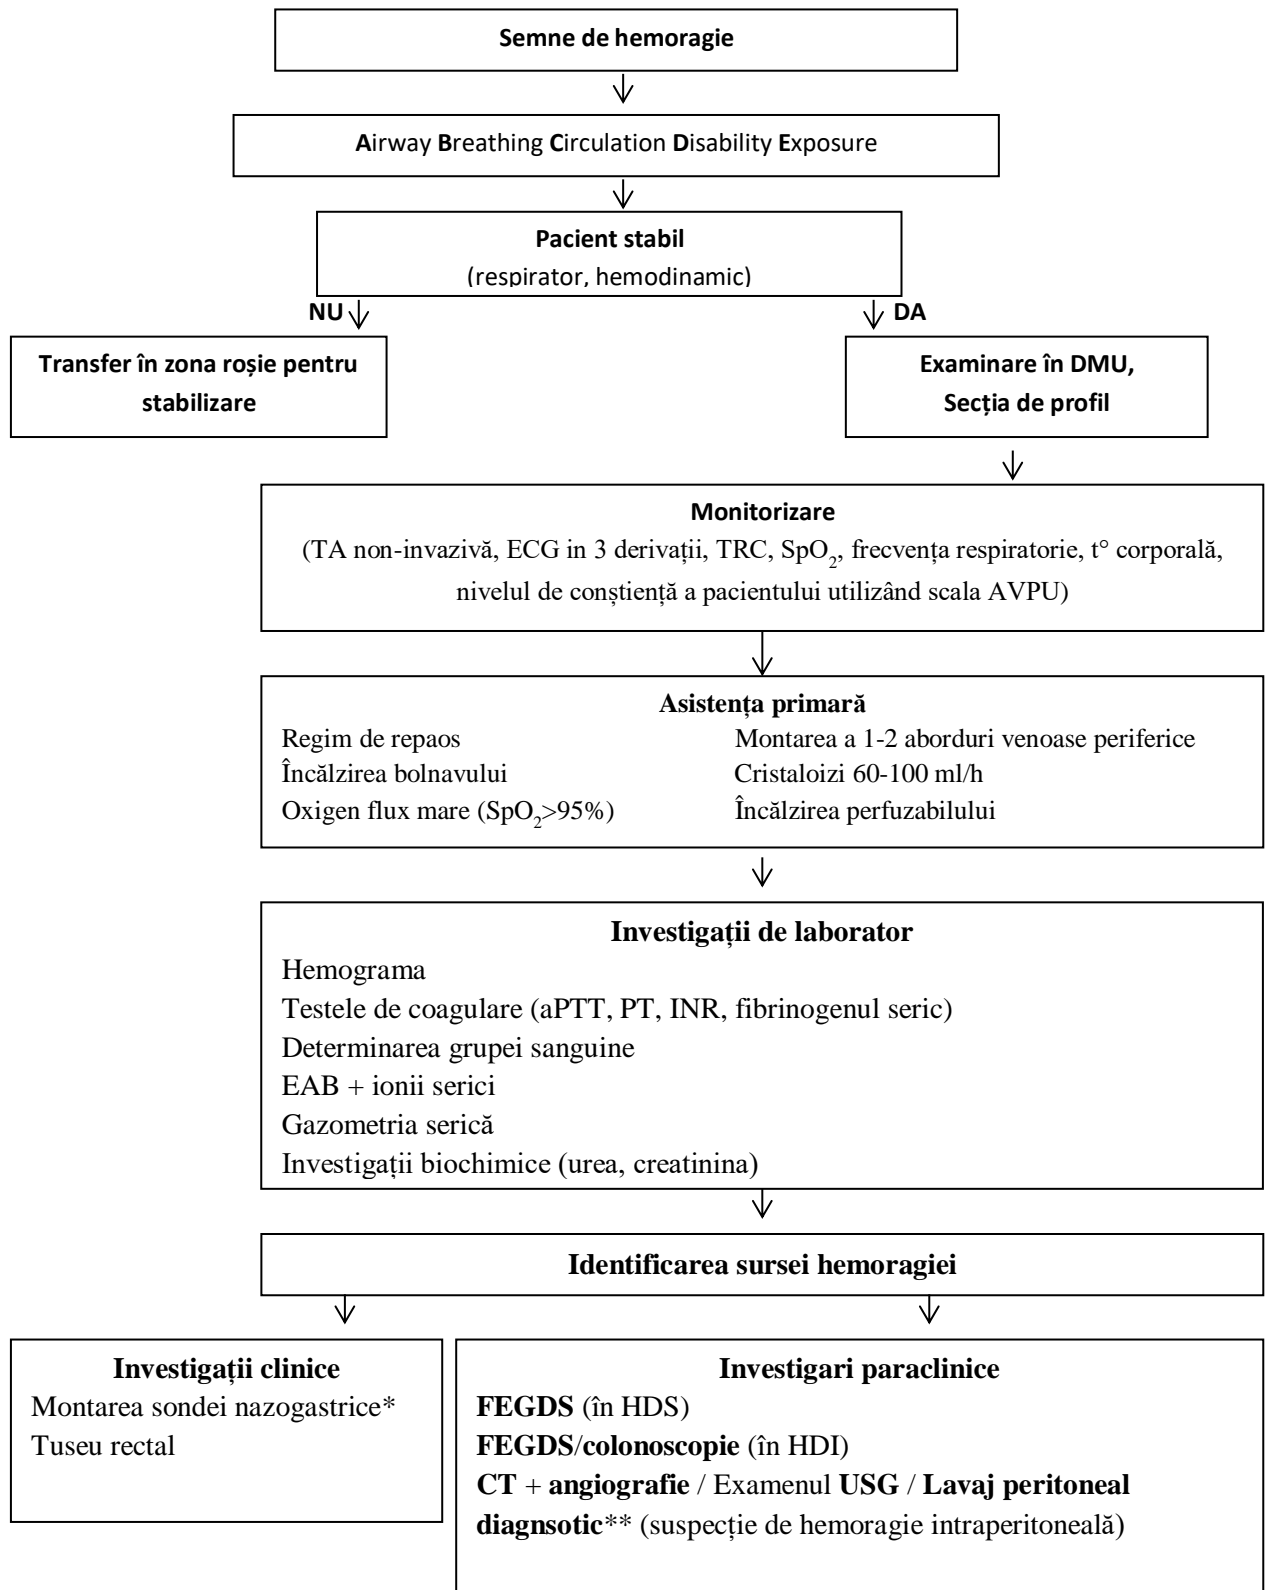 Semne de hemoragie
Airway Breathing Circulation Disability Exposure
Pacient stabil
(respirator, hemodinamic)
NU
DA
Transfer în zona roșie pentru
stabilizare
Examinare în DMU,
Secția de profil
Monitorizare
(TA non-invazivă, ECG in 3 derivații, TRC, SpO₂, frecvența respiratorie, t° corporală,
nivelul de conștiență a pacientului utilizând scala AVPU)
Asistența primară
Regim de repaos
Încălzirea bolnavului
Oxigen flux mare (SpO₂>95%)
Montarea a 1-2 aborduri venoase periferice
Cristaloizi 60-100 ml/h
Încălzirea perfuzabilului
Investigații de laborator
Hemograma
Testele de coagulare (aPTT, PT, INR, fibrinogenul seric)
Determinarea grupei sanguine
EAB + ionii serici
Gazometria serică
Investigații biochimice (urea, creatinina)
Identificarea sursei hemoragiei
Investigații clinice
Montarea sondei nazogastrice*
Tuseu rectal
Investigari paraclinice
FEGDS (în HDS)
FEGDS/colonoscopie (în HDI)
CT + angiografie / Examenul USG / Lavaj peritoneal
diagnsotic** (suspecție de hemoragie intraperitoneală)